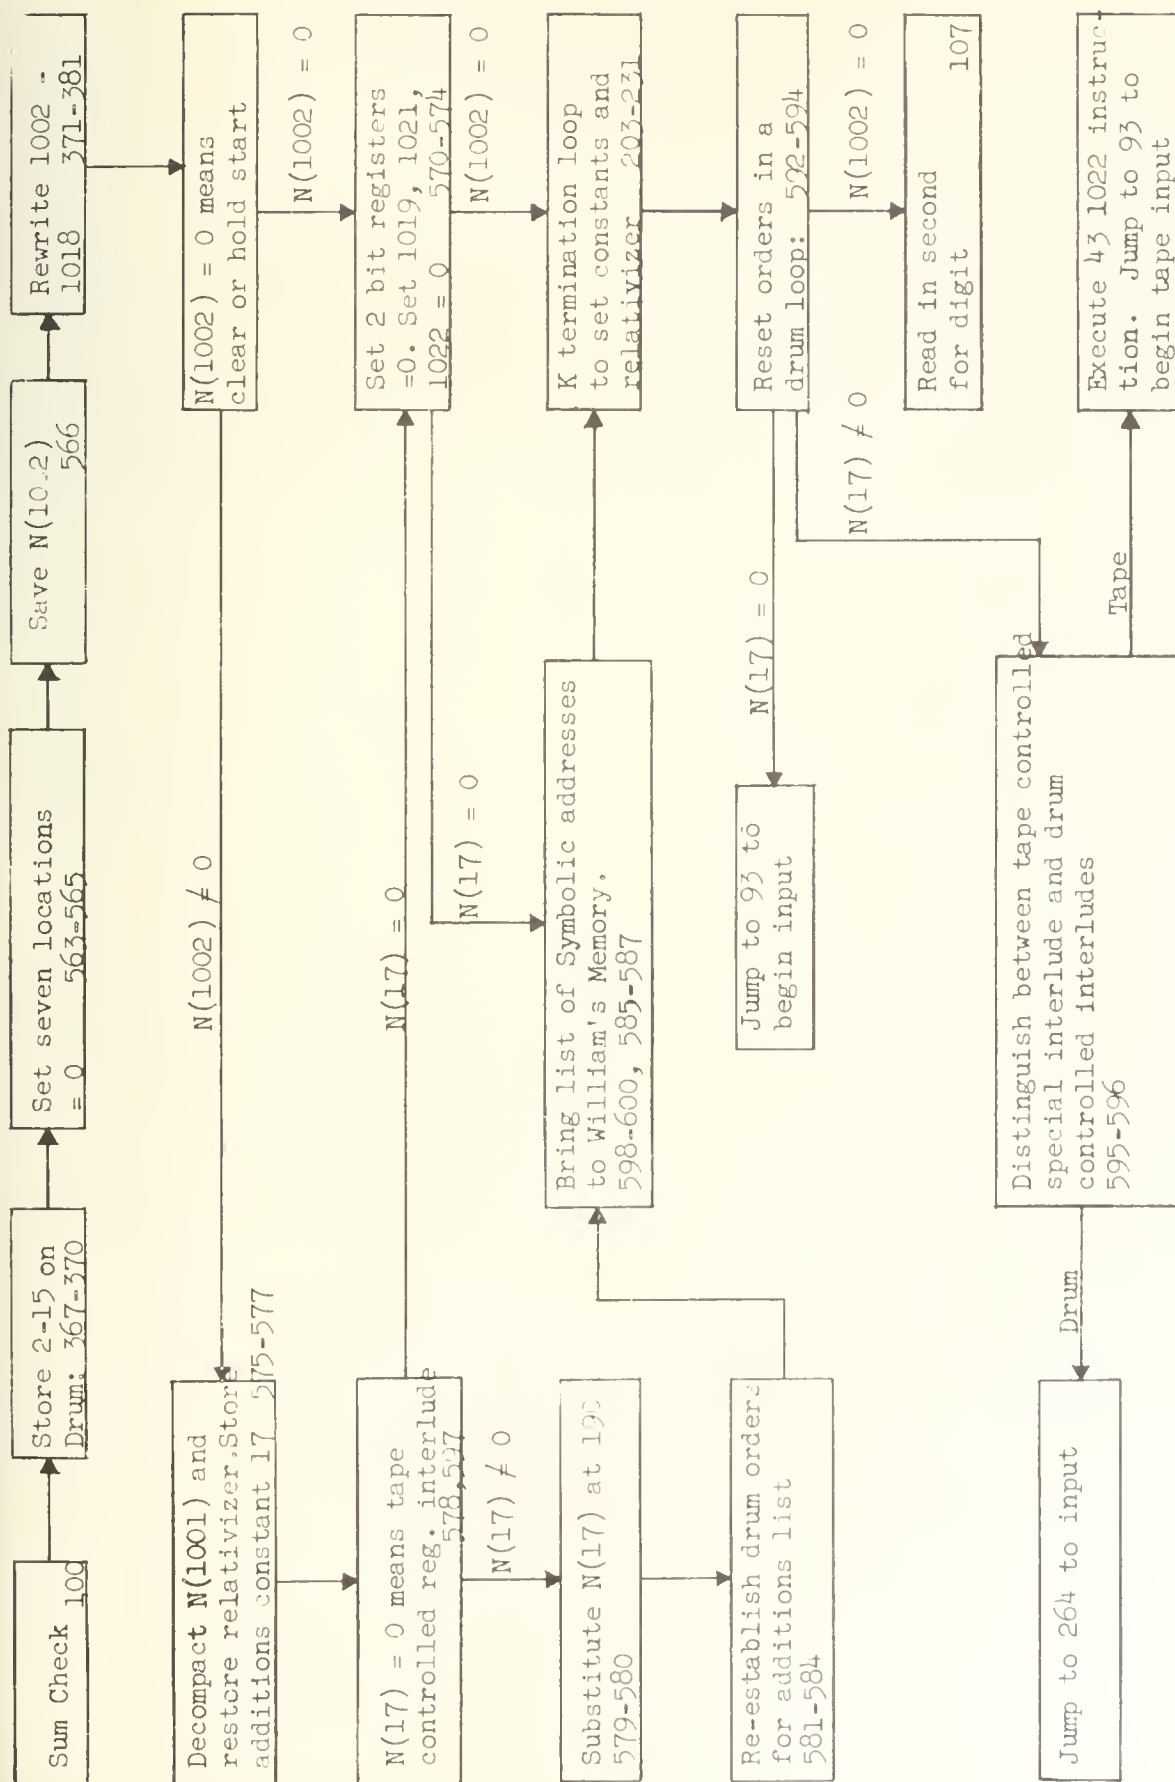 Sum Check
100
Store 2-15 on
Drum: 367-370
Set seven locations
= 0 563-565
Save N(1002)
566
Rewrite 1002 -
1018 371-381
N(1002) = 0 means
clear or hold start
N(1002) ≠ 0
N(1002) = 0
Decompact N(1001) and
restore relativizer. Store
additions constant 17 575-577
N(17) = 0 means tape
controlled reg. interlude
578,597
N(17) = 0
Set 2 bit registers
=0. Set 1019, 1021,
1022 = 0 570-574
N(17) ≠ 0
N(17) = 0
N(1002) = 0
Substitute N(17) at 190
579-580
Bring list of Symbolic addresses
to William's Memory.
598-600, 585-587
K termination loop
to set constants and
relativizer 203-231
Re-establish drum orders
for additions list
581-584
Jump to 93 to
begin input
N(17) = 0
Reset orders in a
drum loop: 592-594
N(17) ≠ 0
N(1002) = 0
Read in second
for digit 107
Jump to 264 to input
Drum
Distinguish between tape controlled
special interlude and drum
controlled interludes
595-596
Tape
Execute 43 1022 instruc-
tion. Jump to 93 to
begin tape input